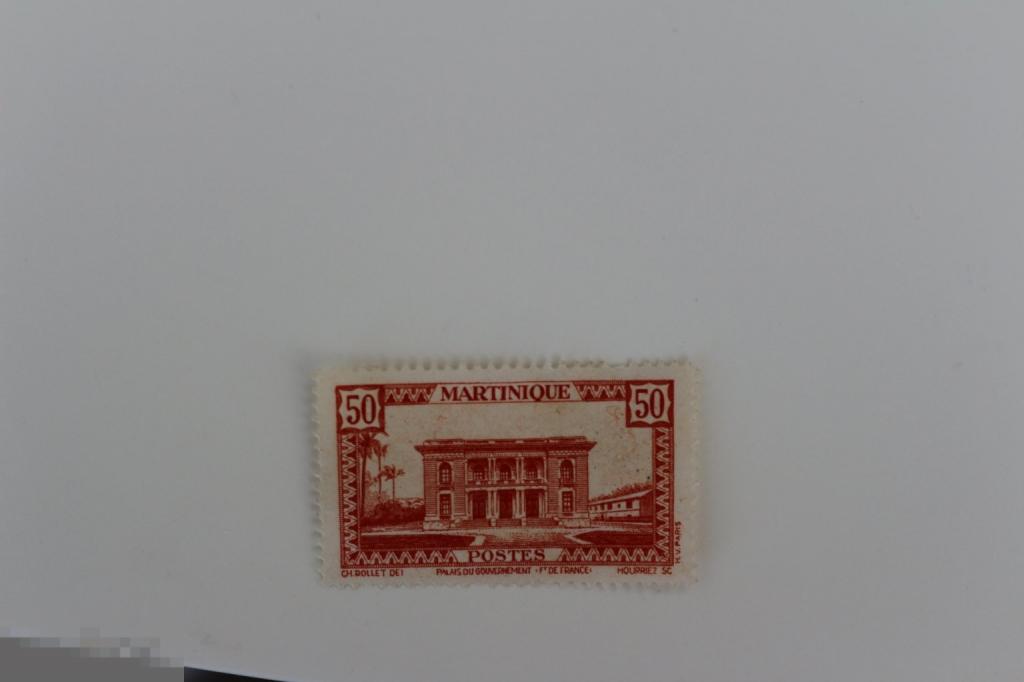 MARTINIQUE
50 50
POSTES
CH.ROLLET DEL PALAIS DU GOUVERNEMENT "FT DE FRANCE" HOURRIEZ SC
H.V. PARIS